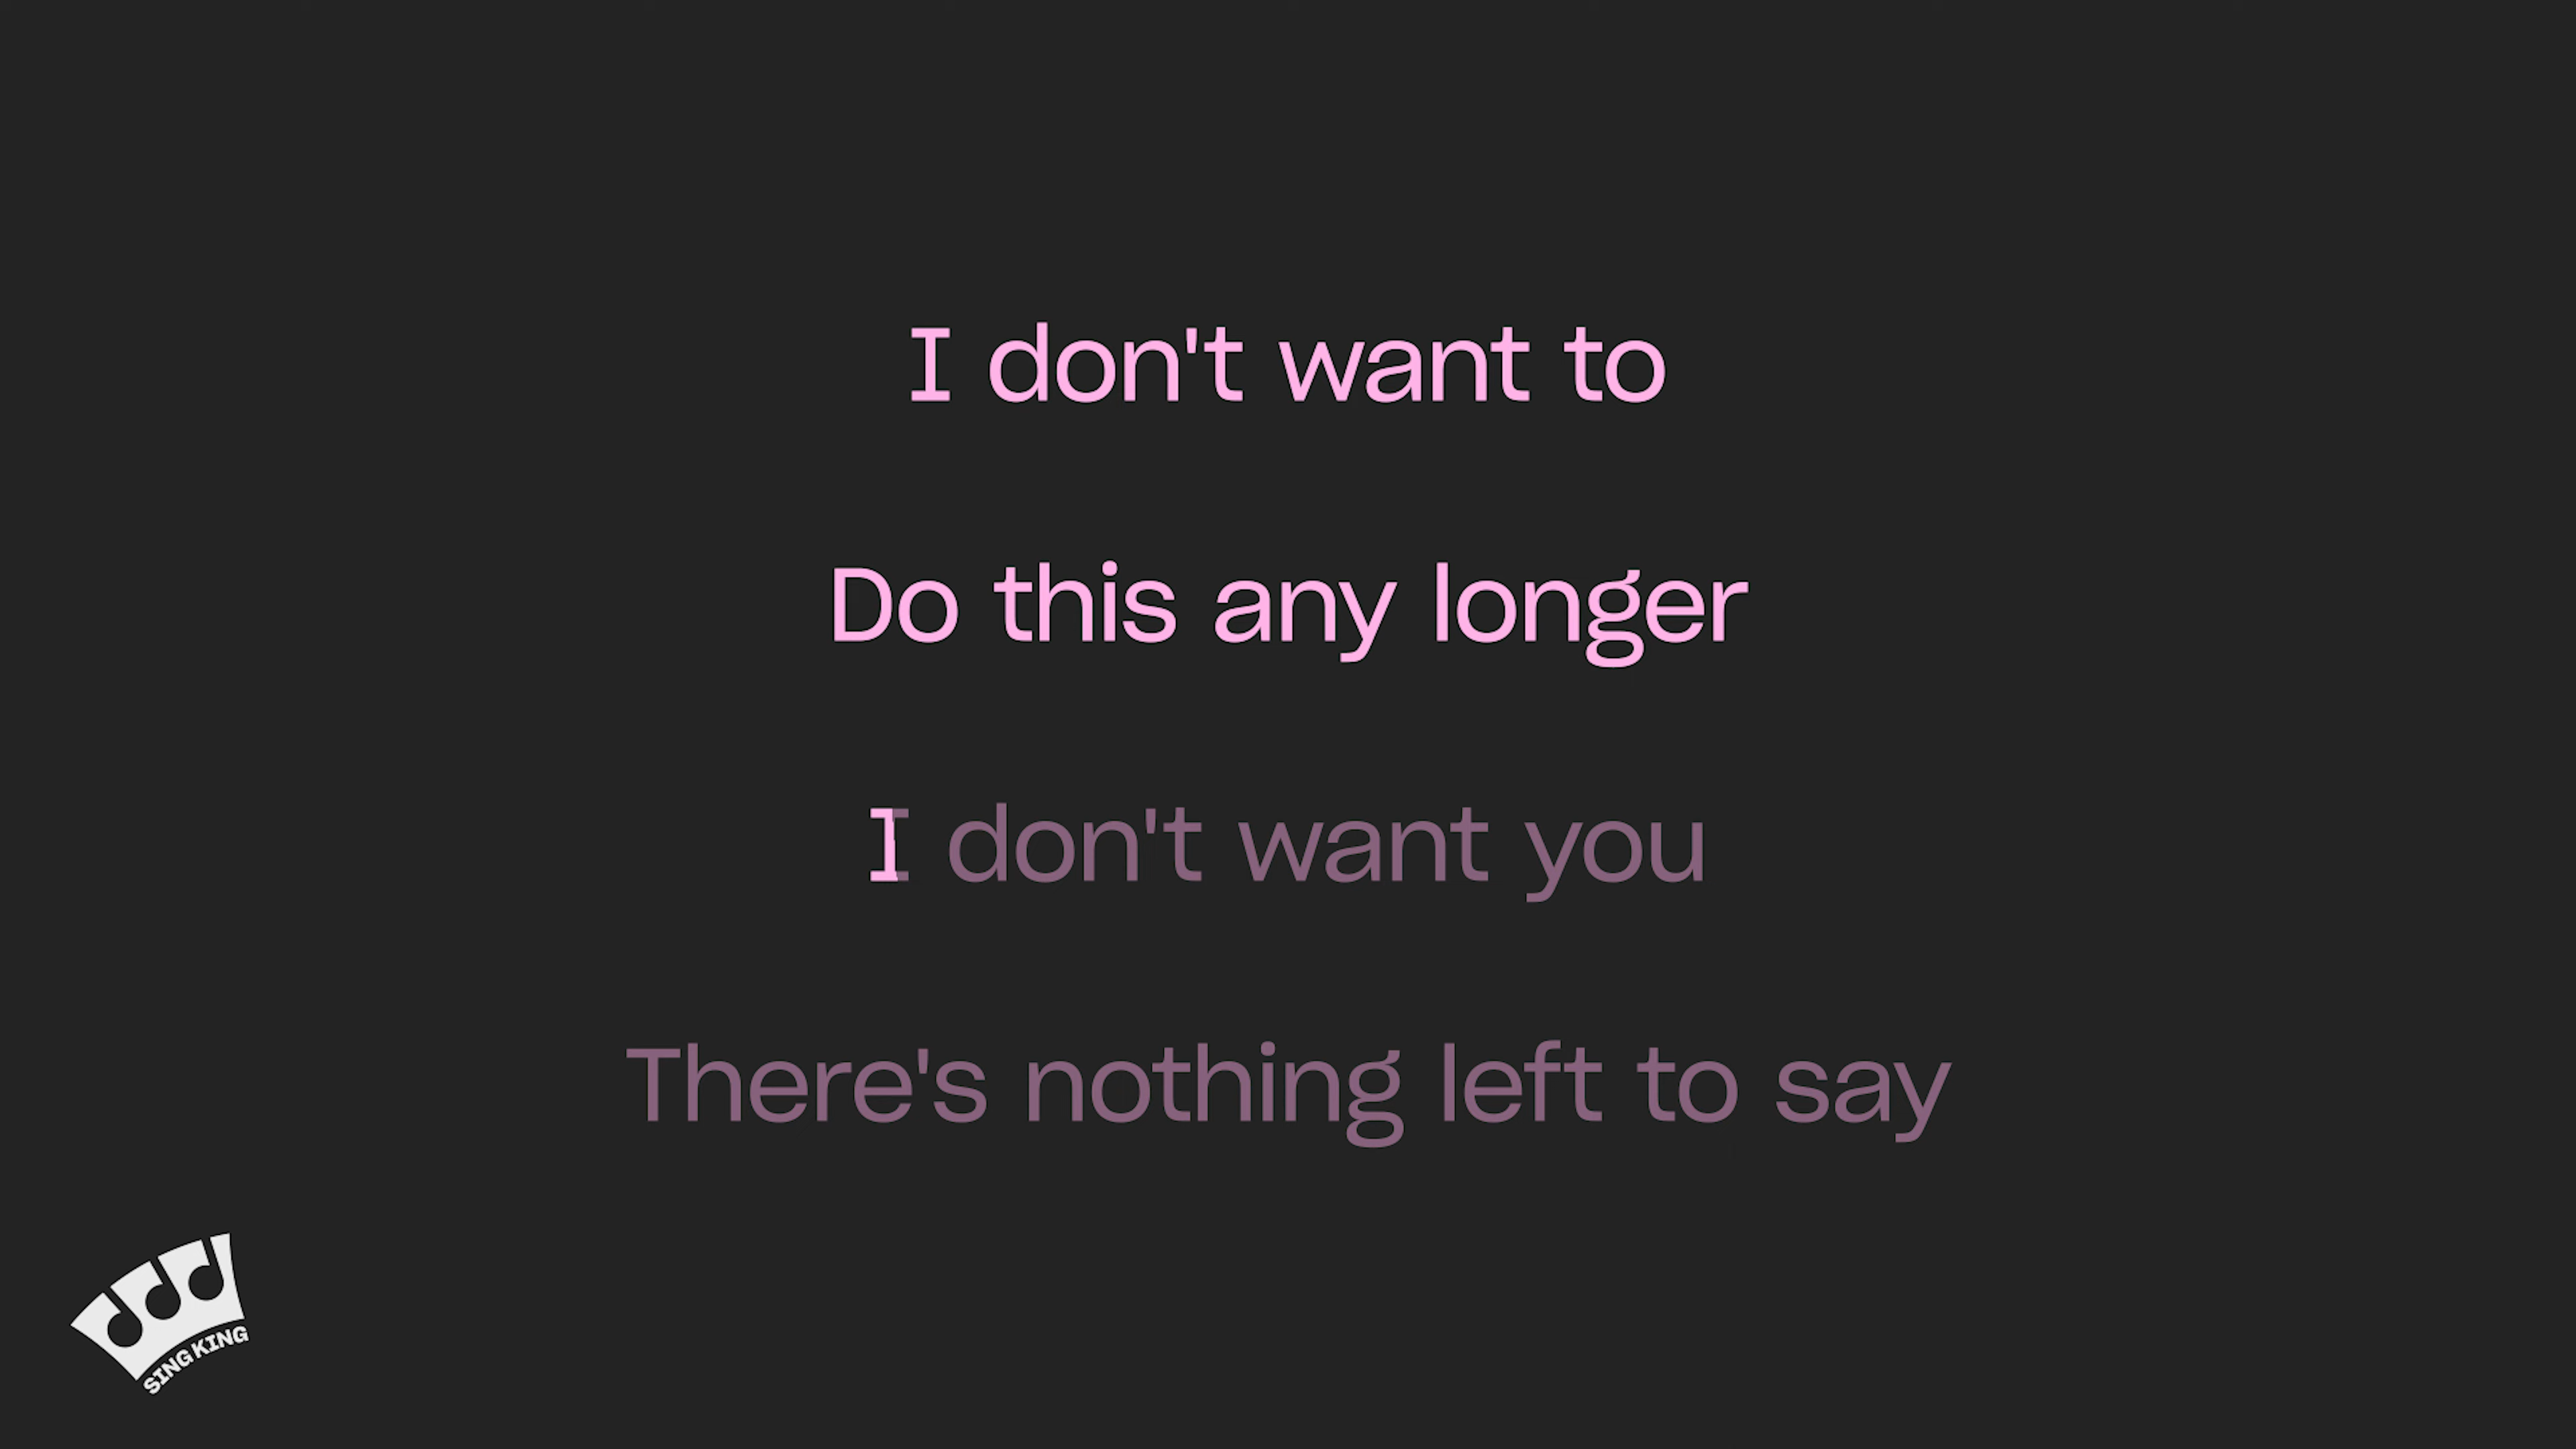 I don't want to
Do this any longer
I don't want you
There's nothing left to say
SING KING